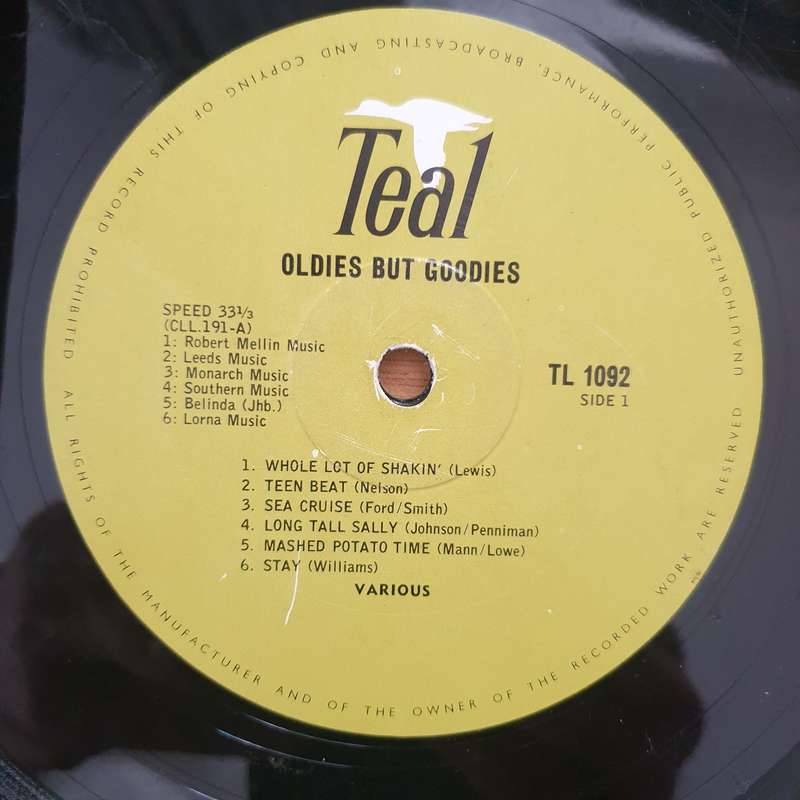 Teal
OLDIES BUT GOODIES
SPEED 33⅓
(CLL.191-A)
1: Robert Mellin Music
2: Leeds Music
3: Monarch Music
4: Southern Music
5: Belinda (Jhb.)
6: Lorna Music
TL 1092
SIDE 1
1. WHOLE LOT OF SHAKIN' (Lewis)
2. TEEN BEAT (Nelson)
3. SEA CRUISE (Ford/Smith)
4. LONG TALL SALLY (Johnson/Penniman)
5. MASHED POTATO TIME (Mann/Lowe)
6. STAY (Williams)
VARIOUS
ALL RIGHTS OF THE MANUFACTURER AND OF THE OWNER OF THE RECORDED WORK ARE RESERVED UNAUTHORIZED PUBLIC PERFORMANCE, BROADCASTING AND COPYING OF THIS RECORD PROHIBITED